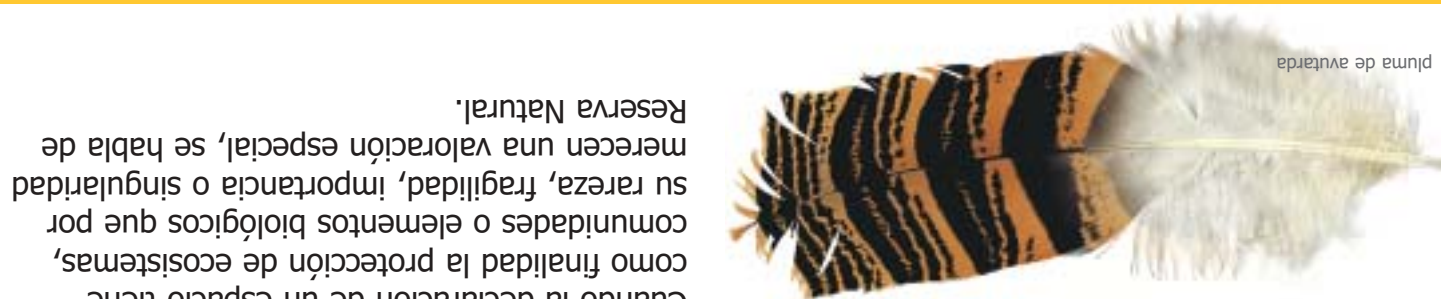 Cuando la declaración de un espacio tiene
como finalidad la protección de ecosistemas,
comunidades o elementos biológicos que por
su rareza, fragilidad, importancia o singularidad
merecen una valoración especial, se habla de
Reserva Natural.
pluma de avutarda